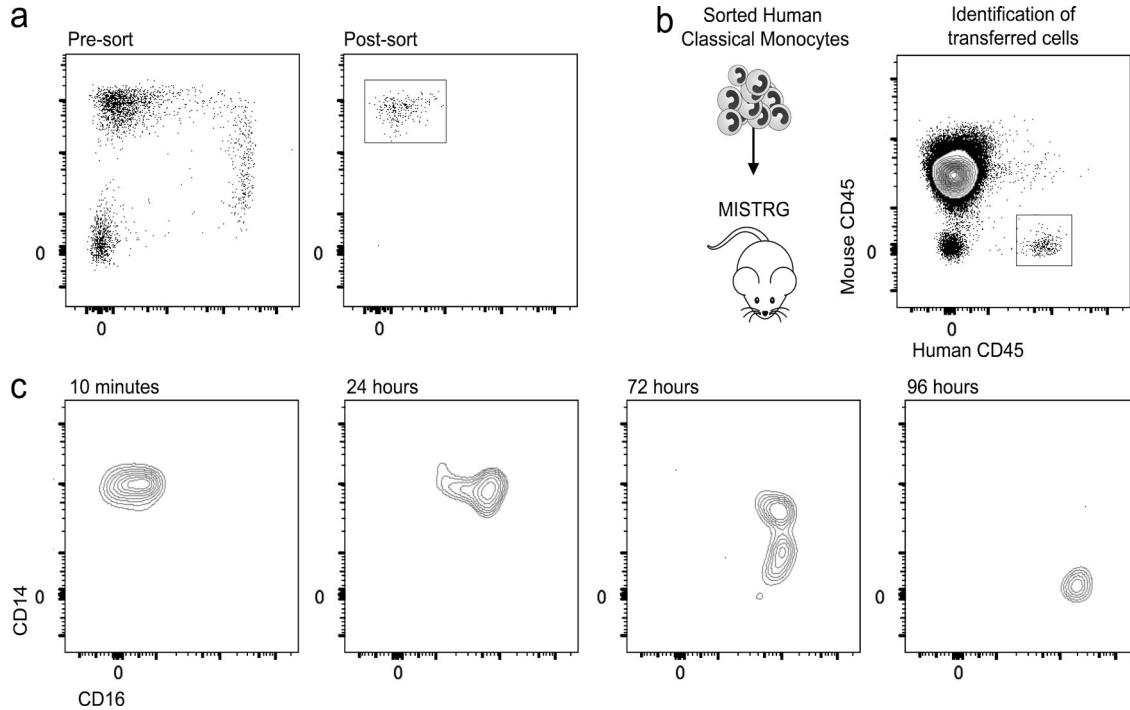 a
Pre-sort
Post-sort
0
0
0
0
b
Sorted Human
Classical Monocytes
MISTRG
Identification of
transferred cells
Mouse CD45
0
0
Human CD45
c
10 minutes
24 hours
72 hours
96 hours
CD14
0
0
0
0
0
0
0
0
CD16